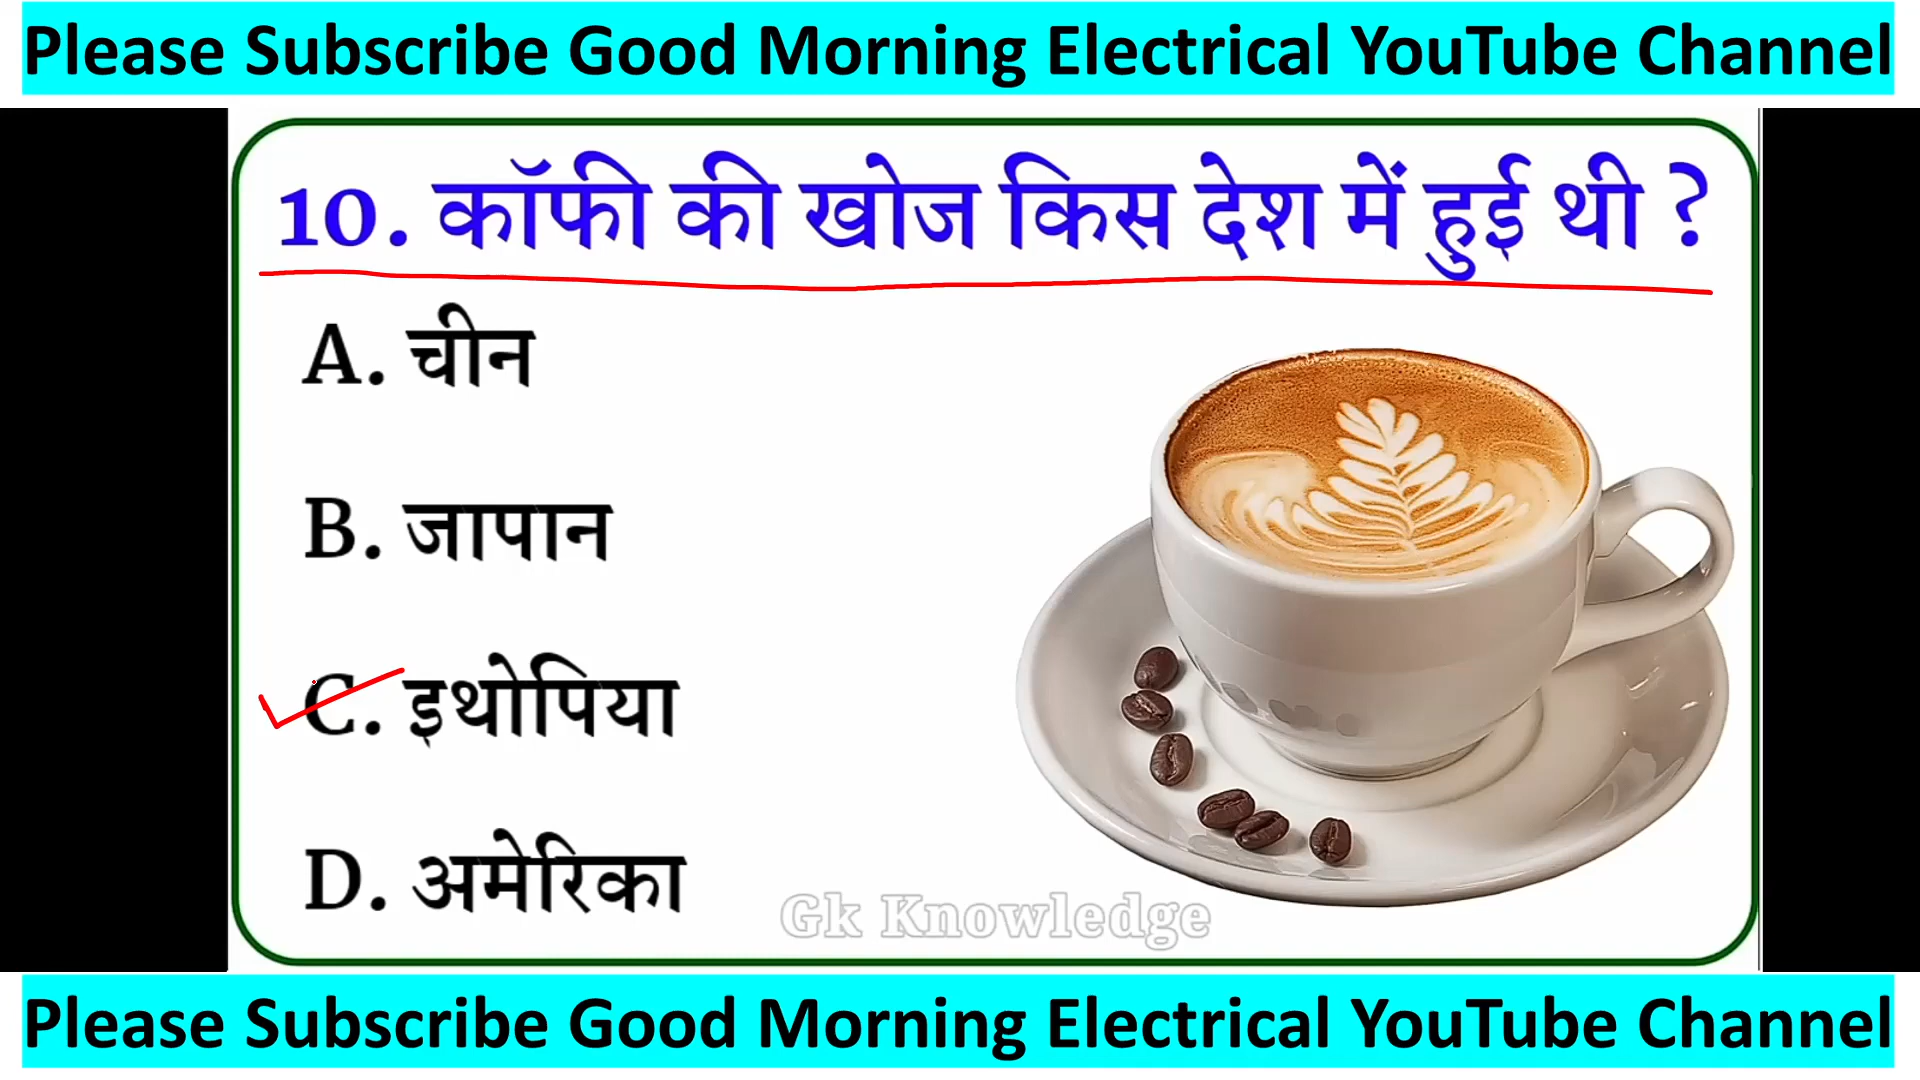 Please Subscribe Good Morning Electrical YouTube Channel
10. कॉफी की खोज किस देश में हुई थी ?
A. चीन
B. जापान
C. इथोपिया
D. अमेरिका
Gk Knowledge
Please Subscribe Good Morning Electrical YouTube Channel